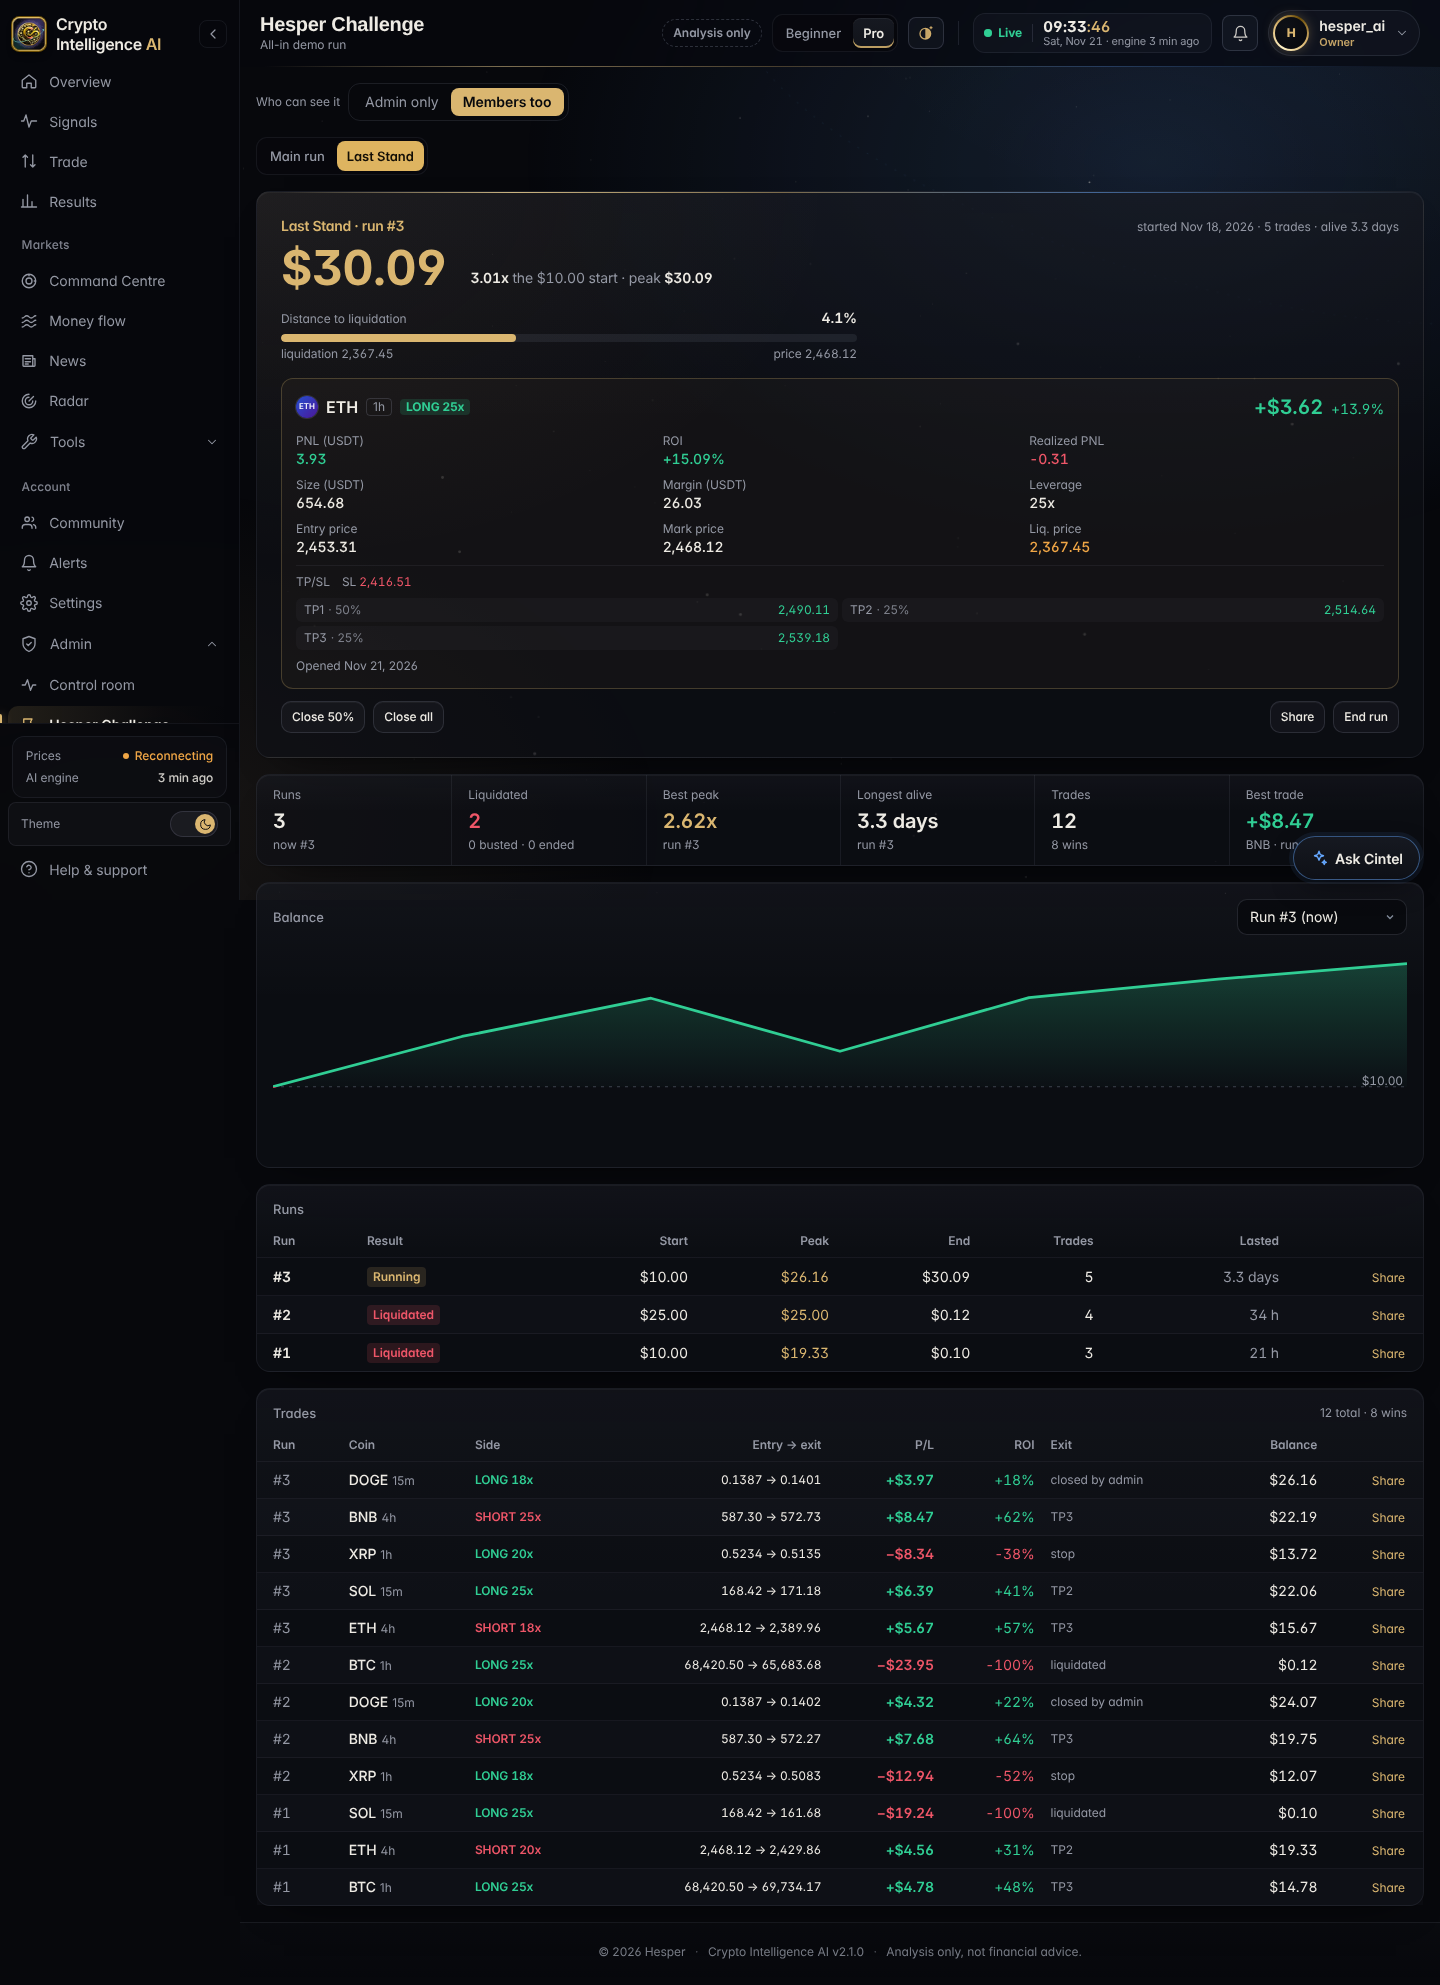 Crypto
Intelligence AI
Hesper Challenge
All-in demo run
Analysis only
Beginner
Pro
Live
09:33:46
Sat, Nov 21 · engine 3 min ago
H
hesper_ai
Owner
Overview
Signals
Trade
Results
Markets
Command Centre
Money flow
News
Radar
Tools
Account
Community
Alerts
Settings
Admin
Control room
Hesper Challenge
Prices
Reconnecting
AI engine
3 min ago
Theme
Help & support
Who can see it
Admin only
Members too
Main run
Last Stand
Last Stand · run #3
started Nov 18, 2026 · 5 trades · alive 3.3 days
$30.09
3.01x the $10.00 start · peak $30.09
Distance to liquidation
4.1%
liquidation 2,367.45
price 2,468.12
ETH ETH 1h LONG 25x
+$3.62 +13.9%
PNL (USDT)
3.93
ROI
+15.09%
Realized PNL
-0.31
Size (USDT)
654.68
Margin (USDT)
26.03
Leverage
25x
Entry price
2,453.31
Mark price
2,468.12
Liq. price
2,367.45
TP/SL SL 2,416.51
TP1 · 50% 2,490.11
TP2 · 25% 2,514.64
TP3 · 25% 2,539.18
Opened Nov 21, 2026
Close 50%
Close all
Share
End run
Runs
3
now #3
Liquidated
2
0 busted · 0 ended
Best peak
2.62x
run #3
Longest alive
3.3 days
run #3
Trades
12
8 wins
Best trade
+$8.47
BNB · run
Ask Cintel
Balance
Run #3 (now)
$10.00
Runs
Run Result Start Peak End Trades Lasted
#3 Running $10.00 $26.16 $30.09 5 3.3 days Share
#2 Liquidated $25.00 $25.00 $0.12 4 34 h Share
#1 Liquidated $10.00 $19.33 $0.10 3 21 h Share
Trades
12 total · 8 wins
Run Coin Side Entry → exit P/L ROI Exit Balance
#3 DOGE 15m LONG 18x 0.1387 → 0.1401 +$3.97 +18% closed by admin $26.16 Share
#3 BNB 4h SHORT 25x 587.30 → 572.73 +$8.47 +62% TP3 $22.19 Share
#3 XRP 1h LONG 20x 0.5234 → 0.5135 −$8.34 -38% stop $13.72 Share
#3 SOL 15m LONG 25x 168.42 → 171.18 +$6.39 +41% TP2 $22.06 Share
#3 ETH 4h SHORT 18x 2,468.12 → 2,389.96 +$5.67 +57% TP3 $15.67 Share
#2 BTC 1h LONG 25x 68,420.50 → 65,683.68 −$23.95 -100% liquidated $0.12 Share
#2 DOGE 15m LONG 20x 0.1387 → 0.1402 +$4.32 +22% closed by admin $24.07 Share
#2 BNB 4h SHORT 25x 587.30 → 572.27 +$7.68 +64% TP3 $19.75 Share
#2 XRP 1h LONG 18x 0.5234 → 0.5083 −$12.94 -52% stop $12.07 Share
#1 SOL 15m LONG 25x 168.42 → 161.68 −$19.24 -100% liquidated $0.10 Share
#1 ETH 4h SHORT 20x 2,468.12 → 2,429.86 +$4.56 +31% TP2 $19.33 Share
#1 BTC 1h LONG 25x 68,420.50 → 69,734.17 +$4.78 +48% TP3 $14.78 Share
© 2026 Hesper · Crypto Intelligence AI v2.1.0 · Analysis only, not financial advice.